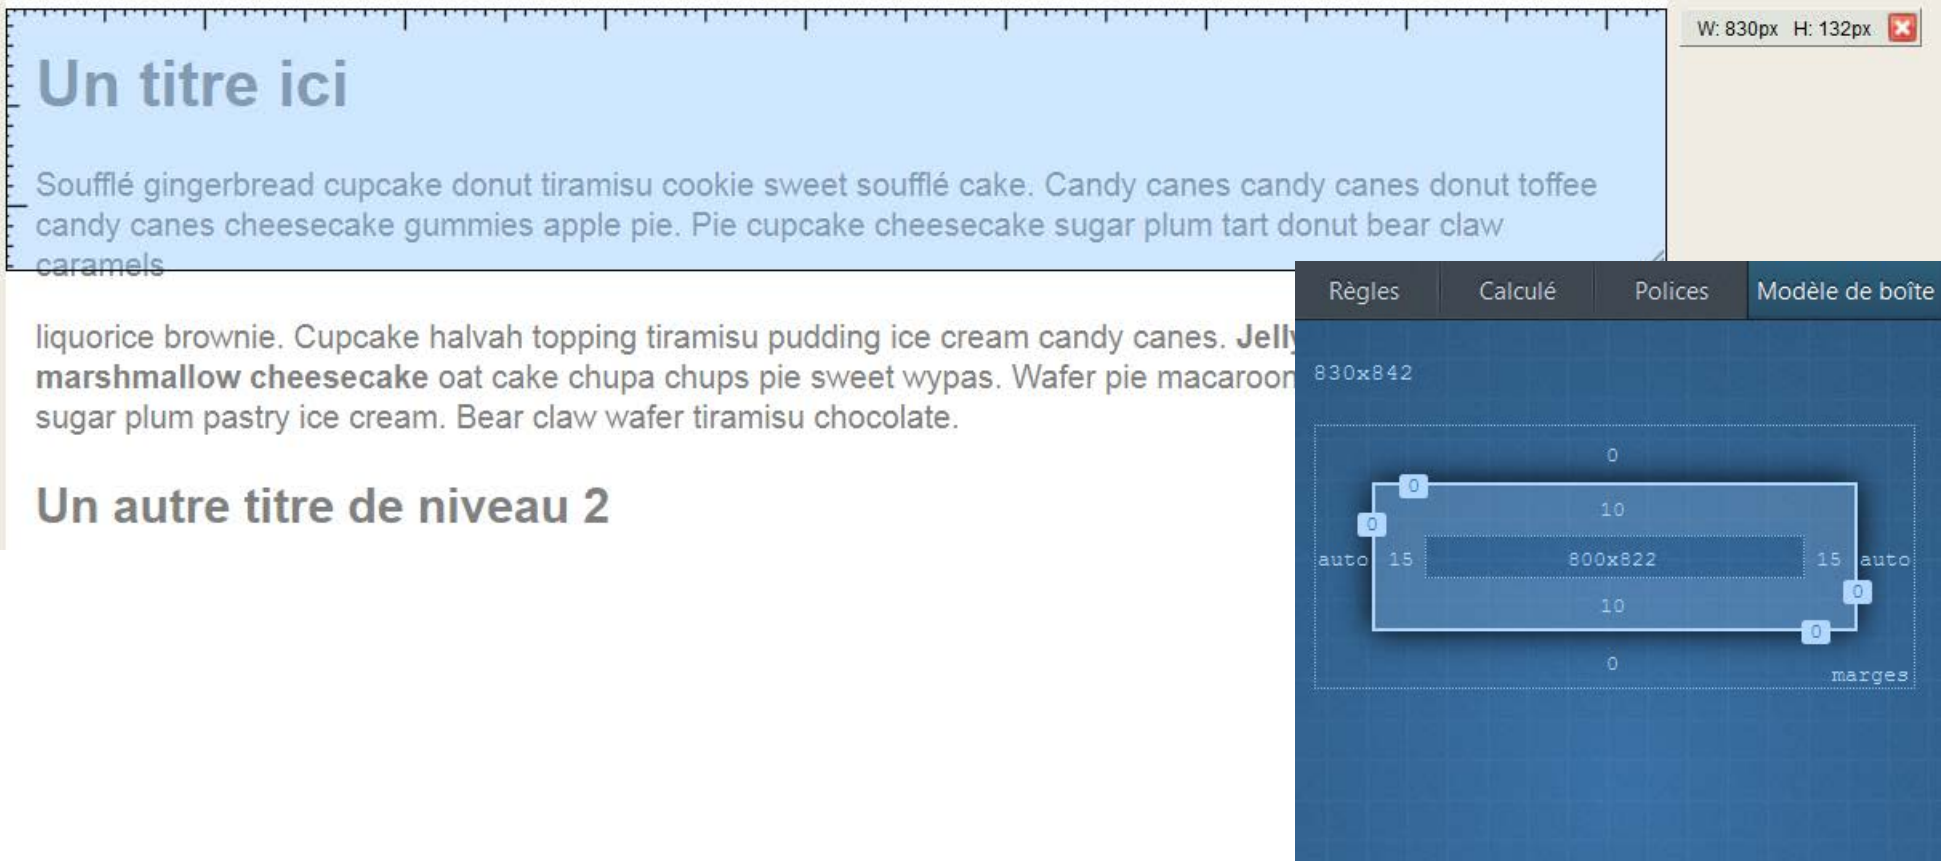 W: 830px H: 132px
Un titre ici
Soufflé gingerbread cupcake donut tiramisu cookie sweet soufflé cake. Candy canes candy canes donut toffee
candy canes cheesecake gummies apple pie. Pie cupcake cheesecake sugar plum tart donut bear claw
caramels
liquorice brownie. Cupcake halvah topping tiramisu pudding ice cream candy canes. Jelly
marshmallow cheesecake oat cake chupa chups pie sweet wypas. Wafer pie macaroon
sugar plum pastry ice cream. Bear claw wafer tiramisu chocolate.
Un autre titre de niveau 2
Règles Calculé Polices Modèle de boîte
830x842
0
0
10
0
auto 15 800x822 15 auto
0
10
0
0
marges